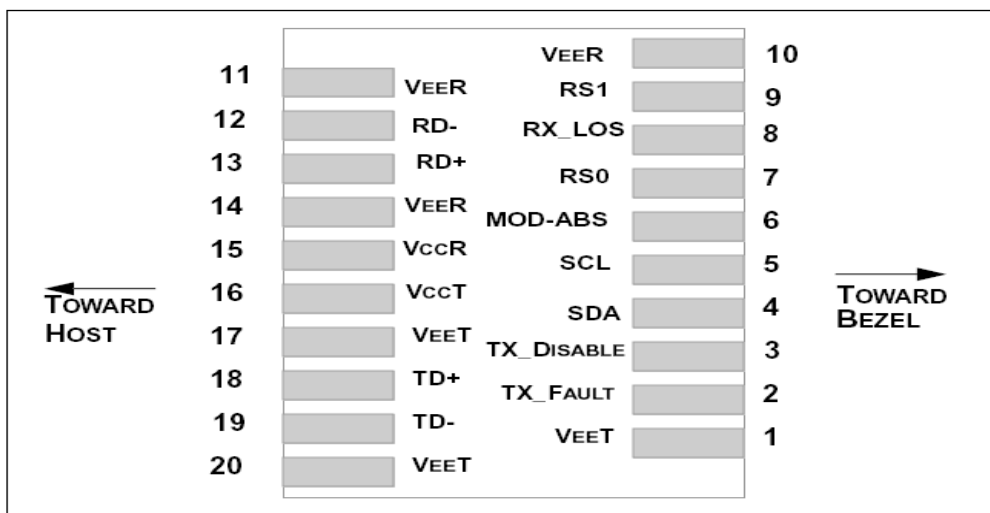 VEER 10
11 VEER
RS1 9
12 RD-
RX_LOS 8
13 RD+
RS0 7
14 VEER
MOD-ABS 6
15 VCCR
SCL 5
16 VCCT
SDA 4
17 VEET
TX_DISABLE 3
18 TD+
TX_FAULT 2
19 TD-
VEET 1
20 VEET
TOWARD
HOST
TOWARD
BEZEL